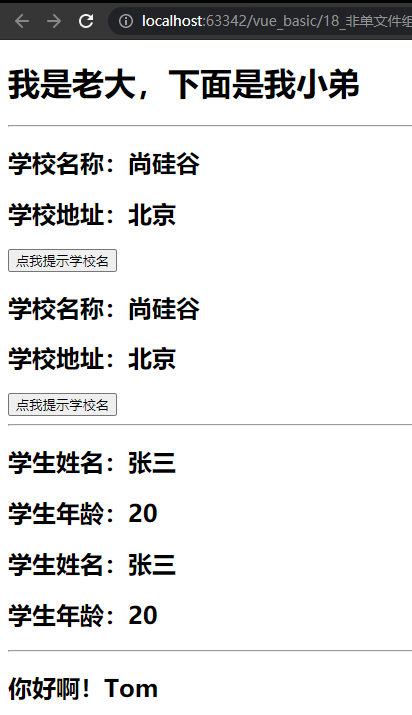 localhost:63342/vue_basic/18_非单文件组
我是老大，下面是我小弟
学校名称：尚硅谷
学校地址：北京
点我提示学校名
学校名称：尚硅谷
学校地址：北京
点我提示学校名
学生姓名：张三
学生年龄：20
学生姓名：张三
学生年龄：20
你好啊！Tom